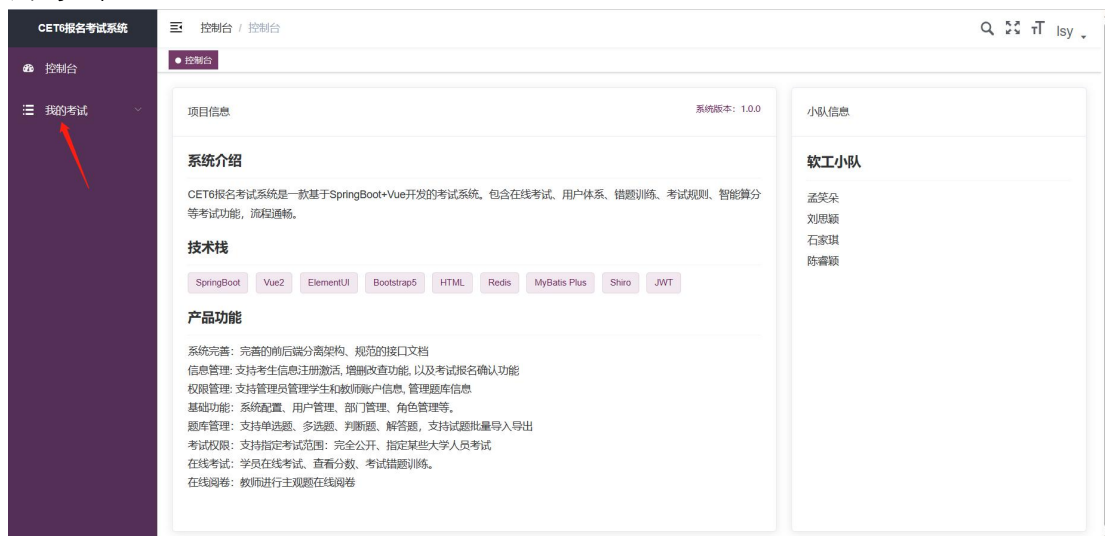 CET6报名考试系统
控制台 / 控制台
lsy
控制台
我的考试
控制台
项目信息
系统版本：1.0.0
系统介绍
CET6报名考试系统是一款基于SpringBoot+Vue开发的考试系统。包含在线考试、用户体系、错题训练、考试规则、智能算分
等考试功能，流程通畅。
技术栈
SpringBoot Vue2 ElementUI Bootstrap5 HTML Redis MyBatis Plus Shiro JWT
产品功能
系统完善：完善的前后端分离架构、规范的接口文档
信息管理: 支持考生信息注册激活, 增删改查功能, 以及考试报名确认功能
权限管理: 支持管理员管理学生和教师账户信息, 管理题库信息
基础功能：系统配置、用户管理、部门管理、角色管理等。
题库管理：支持单选题、多选题、判断题、解答题，支持试题批量导入导出
考试权限：支持指定考试范围：完全公开、指定某些大学人员考试
在线考试：学员在线考试、查看分数、考试错题训练。
在线阅卷：教师进行主观题在线阅卷
小队信息
软工小队
孟笑朵
刘思颖
石家琪
陈睿颖